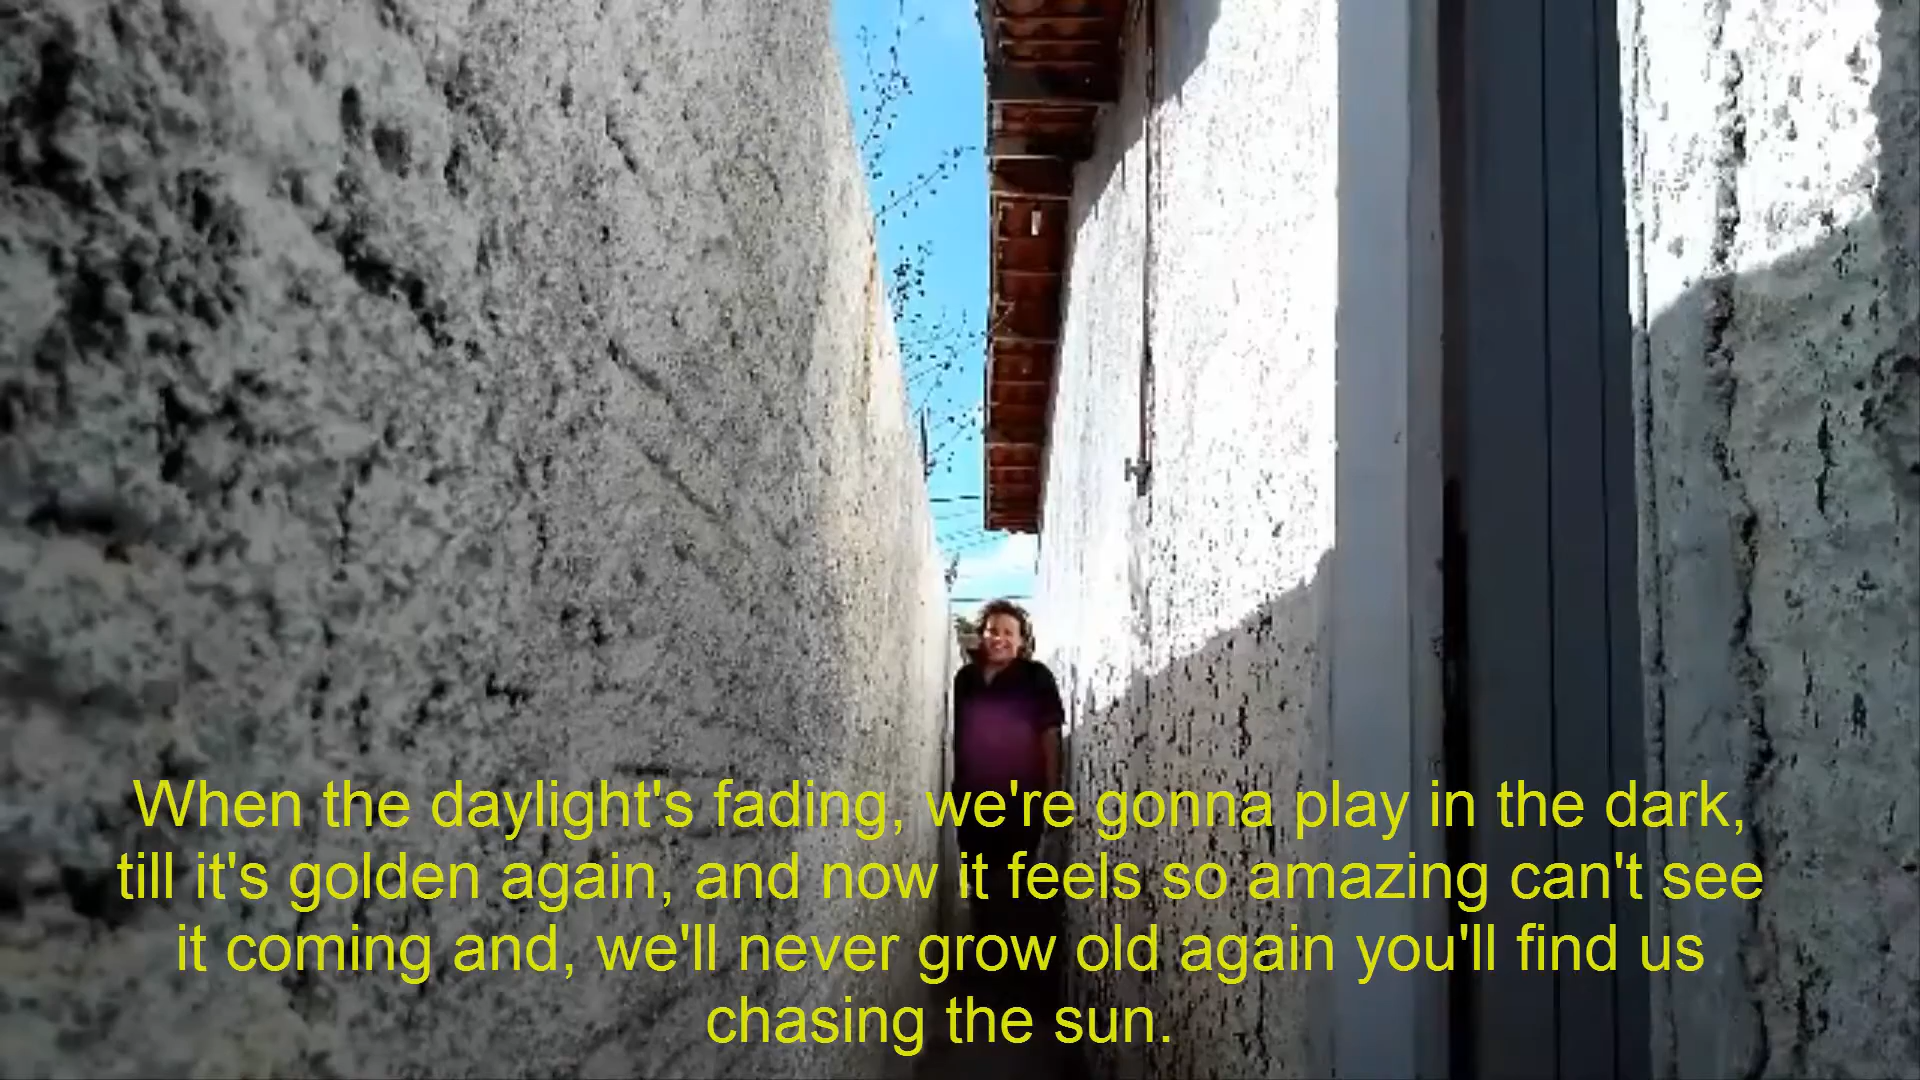 When the daylight's fading, we're gonna play in the dark,
till it's golden again, and now it feels so amazing can't see
it coming and, we'll never grow old again you'll find us
chasing the sun.